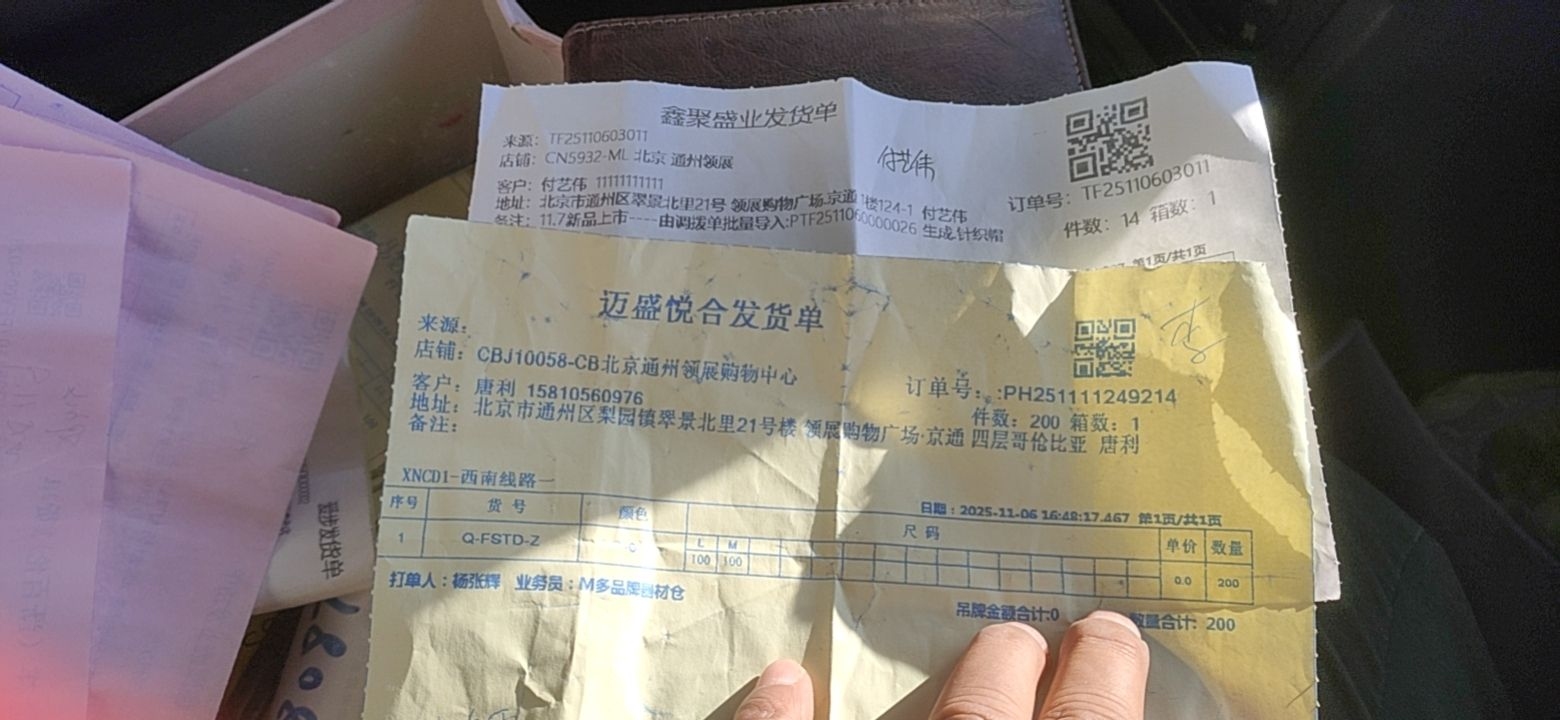 鑫聚盛业发货单
来源: TF25110603011
店铺: CN5932-ML 北京 通州领展
付艺伟
客户: 付艺伟 11111111111
订单号: TF25110603011
地址: 北京市通州区翠景北里21号 领展购物广场.京通 1楼124-1 付艺伟
件数: 14 箱数: 1
备注: 11.7新品上市----由调拨单批量导入:PTF25110600000026 生成.针织帽
第1页/共1页
迈盛悦合发货单
来源:
店铺: CBJ10058-CB北京通州领展购物中心
客户: 唐利 15810560976
订单号: :PH251111249214
件数: 200 箱数: 1
地址: 北京市通州区梨园镇翠景北里21号楼 领展购物广场·京通 四层哥伦比亚 唐利
备注:
XNCD1-西南线路一
日期: 2025-11-06 16:48:17.467 第1页/共1页
序号 货号 颜色 尺码 单价 数量
L M
1 Q-FSTD-Z C 100 100 0.0 200
打单人: 杨张辉 业务员: M多品牌器材仓
吊牌金额合计:0 数量合计: 200